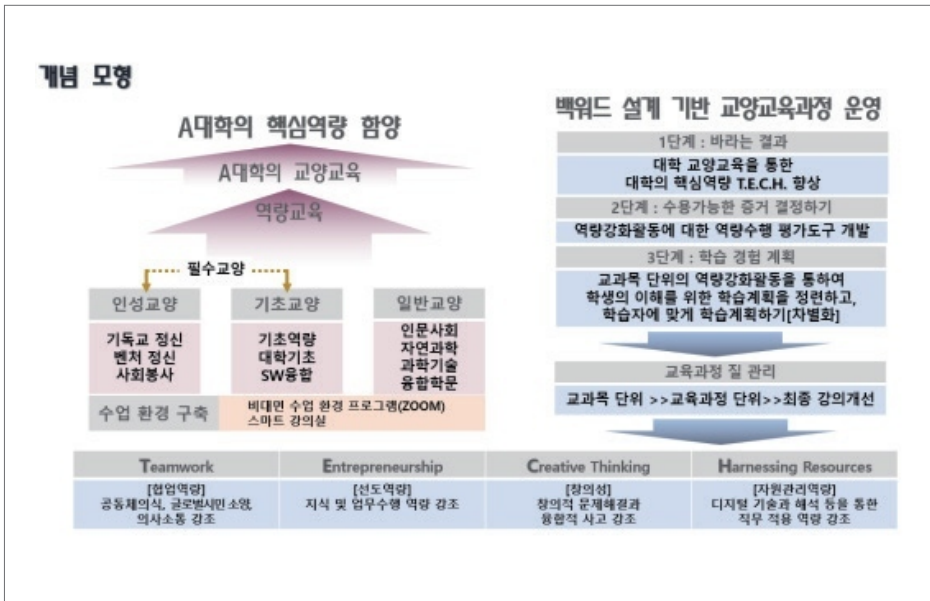 개념 모형
A대학의 핵심역량 함양
A대학의 교양교육
역량교육
필수교양
인성교양
기독교 정신
벤처 정신
사회봉사
기초교양
기초역량
대학기초
SW융합
일반교양
인문사회
자연과학
과학기술
융합학문
수업 환경 구축
비대면 수업 환경 프로그램(ZOOM)
스마트 강의실
백워드 설계 기반 교양교육과정 운영
1단계 : 바라는 결과
대학 교양교육을 통한
대학의 핵심역량 T.E.C.H. 향상
2단계 : 수용가능한 증거 결정하기
역량강화활동에 대한 역량수행 평가도구 개발
3단계 : 학습 경험 계획
교과목 단위의 역량강화활동을 통하여
학생의 이해를 위한 학습계획을 정련하고,
학습자에 맞게 학습계획하기[차별화]
교육과정 질 관리
교과목 단위 >>교육과정 단위>>최종 강의개선
Teamwork
[협업역량]
공동체의식, 글로벌시민 소양,
의사소통 강조
Entrepreneurship
[선도역량]
지식 및 업무수행 역량 강조
Creative Thinking
[창의성]
창의적 문제해결과
융합적 사고 강조
Harnessing Resources
[자원관리역량]
디지털 기술과 해석 등을 통한
직무 적용 역량 강조